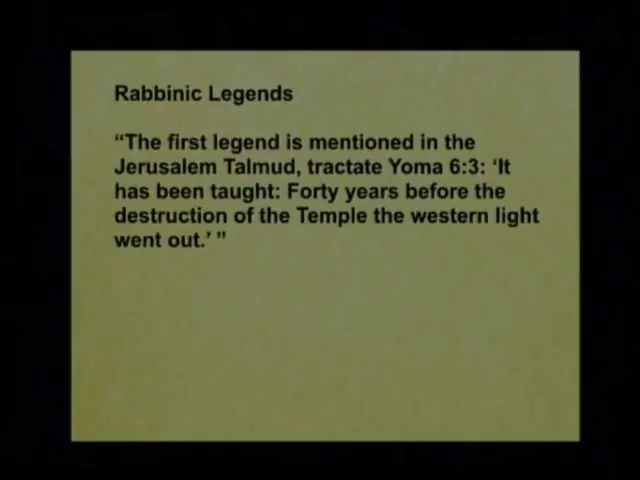 Rabbinic Legends
“The first legend is mentioned in the
Jerusalem Talmud, tractate Yoma 6:3: ‘It
has been taught: Forty years before the
destruction of the Temple the western light
went out.’ ”